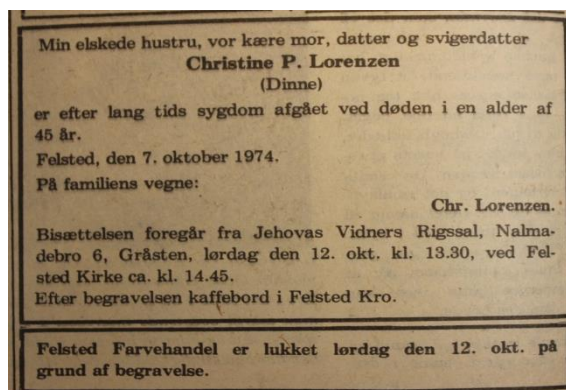 Min elskede hustru, vor kære mor, datter og svigerdatter
Christine P. Lorenzen
(Dinne)
er efter lang tids sygdom afgået ved døden i en alder af
45 år.
Felsted, den 7. oktober 1974.
På familiens vegne:
Chr. Lorenzen.
Bisættelsen foregår fra Jehovas Vidners Rigssal, Nalma-
debro 6, Gråsten, lørdag den 12. okt. kl. 13.30, ved Fel-
sted Kirke ca. kl. 14.45.
Efter begravelsen kaffebord i Felsted Kro.
Felsted Farvehandel er lukket lørdag den 12. okt. på
grund af begravelse.